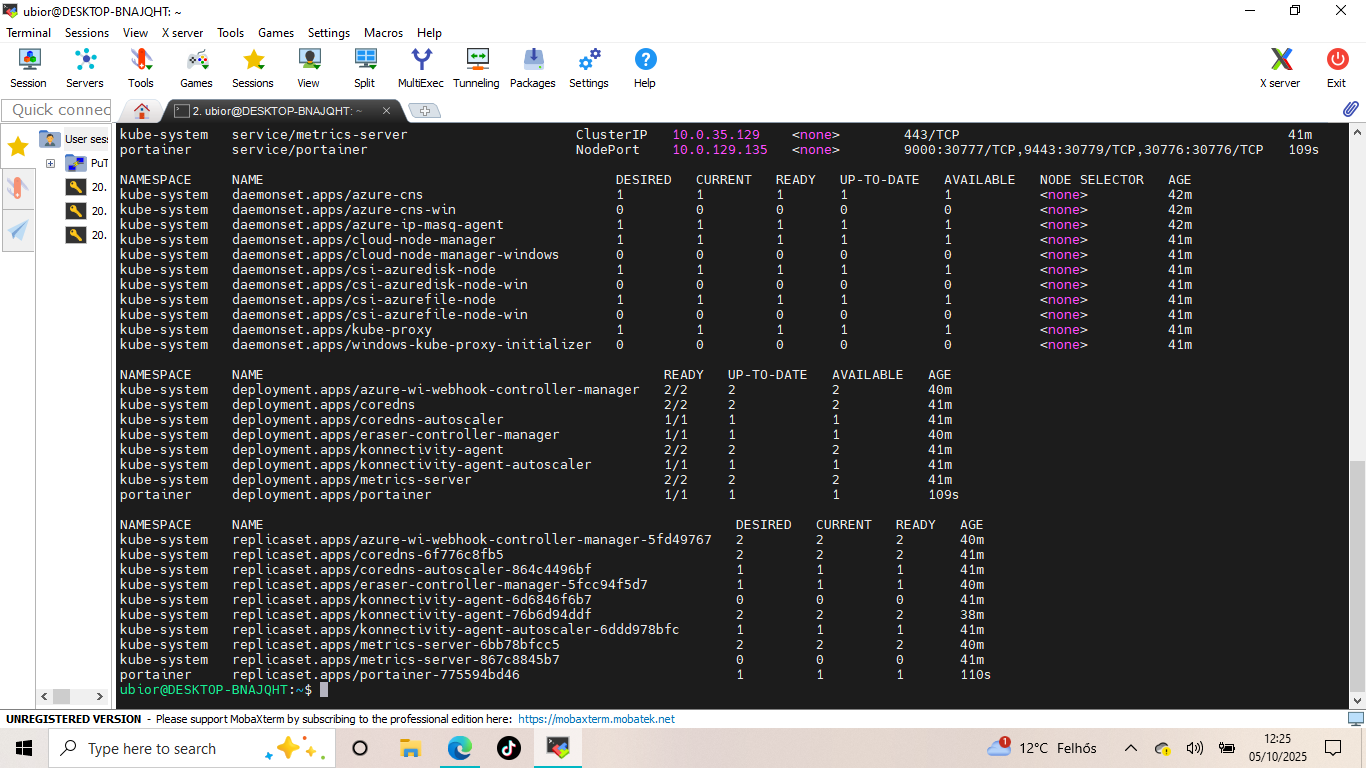 ubior@DESKTOP-BNAJQHT: ~
Terminal Sessions View X server Tools Games Settings Macros Help
Session Servers Tools Games Sessions View Split MultiExec Tunneling Packages Settings Help X server Exit
Quick connec
2. ubior@DESKTOP-BNAJQHT: ~
User sess
PuT
20.
20.
20.
kube-system service/metrics-server ClusterIP 10.0.35.129 <none> 443/TCP 41m
portainer service/portainer NodePort 10.0.129.135 <none> 9000:30777/TCP,9443:30779/TCP,30776:30776/TCP 109s
NAMESPACE NAME DESIRED CURRENT READY UP-TO-DATE AVAILABLE NODE SELECTOR AGE
kube-system daemonset.apps/azure-cns 1 1 1 1 1 <none> 42m
kube-system daemonset.apps/azure-cns-win 0 0 0 0 0 <none> 42m
kube-system daemonset.apps/azure-ip-masq-agent 1 1 1 1 1 <none> 42m
kube-system daemonset.apps/cloud-node-manager 1 1 1 1 1 <none> 41m
kube-system daemonset.apps/cloud-node-manager-windows 0 0 0 0 0 <none> 41m
kube-system daemonset.apps/csi-azuredisk-node 1 1 1 1 1 <none> 41m
kube-system daemonset.apps/csi-azuredisk-node-win 0 0 0 0 0 <none> 41m
kube-system daemonset.apps/csi-azurefile-node 1 1 1 1 1 <none> 41m
kube-system daemonset.apps/csi-azurefile-node-win 0 0 0 0 0 <none> 41m
kube-system daemonset.apps/kube-proxy 1 1 1 1 1 <none> 41m
kube-system daemonset.apps/windows-kube-proxy-initializer 0 0 0 0 0 <none> 41m
NAMESPACE NAME READY UP-TO-DATE AVAILABLE AGE
kube-system deployment.apps/azure-wi-webhook-controller-manager 2/2 2 2 40m
kube-system deployment.apps/coredns 2/2 2 2 41m
kube-system deployment.apps/coredns-autoscaler 1/1 1 1 41m
kube-system deployment.apps/eraser-controller-manager 1/1 1 1 40m
kube-system deployment.apps/konnectivity-agent 2/2 2 2 41m
kube-system deployment.apps/konnectivity-agent-autoscaler 1/1 1 1 41m
kube-system deployment.apps/metrics-server 2/2 2 2 41m
portainer deployment.apps/portainer 1/1 1 1 109s
NAMESPACE NAME DESIRED CURRENT READY AGE
kube-system replicaset.apps/azure-wi-webhook-controller-manager-5fd49767 2 2 2 40m
kube-system replicaset.apps/coredns-6f776c8fb5 2 2 2 41m
kube-system replicaset.apps/coredns-autoscaler-864c4496bf 1 1 1 41m
kube-system replicaset.apps/eraser-controller-manager-5fcc94f5d7 1 1 1 40m
kube-system replicaset.apps/konnectivity-agent-6d6846f6b7 0 0 0 41m
kube-system replicaset.apps/konnectivity-agent-76b6d94ddf 2 2 2 38m
kube-system replicaset.apps/konnectivity-agent-autoscaler-6ddd978bfc 1 1 1 41m
kube-system replicaset.apps/metrics-server-6bb78bfcc5 2 2 2 40m
kube-system replicaset.apps/metrics-server-867c8845b7 0 0 0 41m
portainer replicaset.apps/portainer-775594bd46 1 1 1 110s
ubior@DESKTOP-BNAJQHT:~$
UNREGISTERED VERSION - Please support MobaXterm by subscribing to the professional edition here: https://mobaxterm.mobatek.net
Type here to search
1
12°C Felhős
12:25
05/10/2025